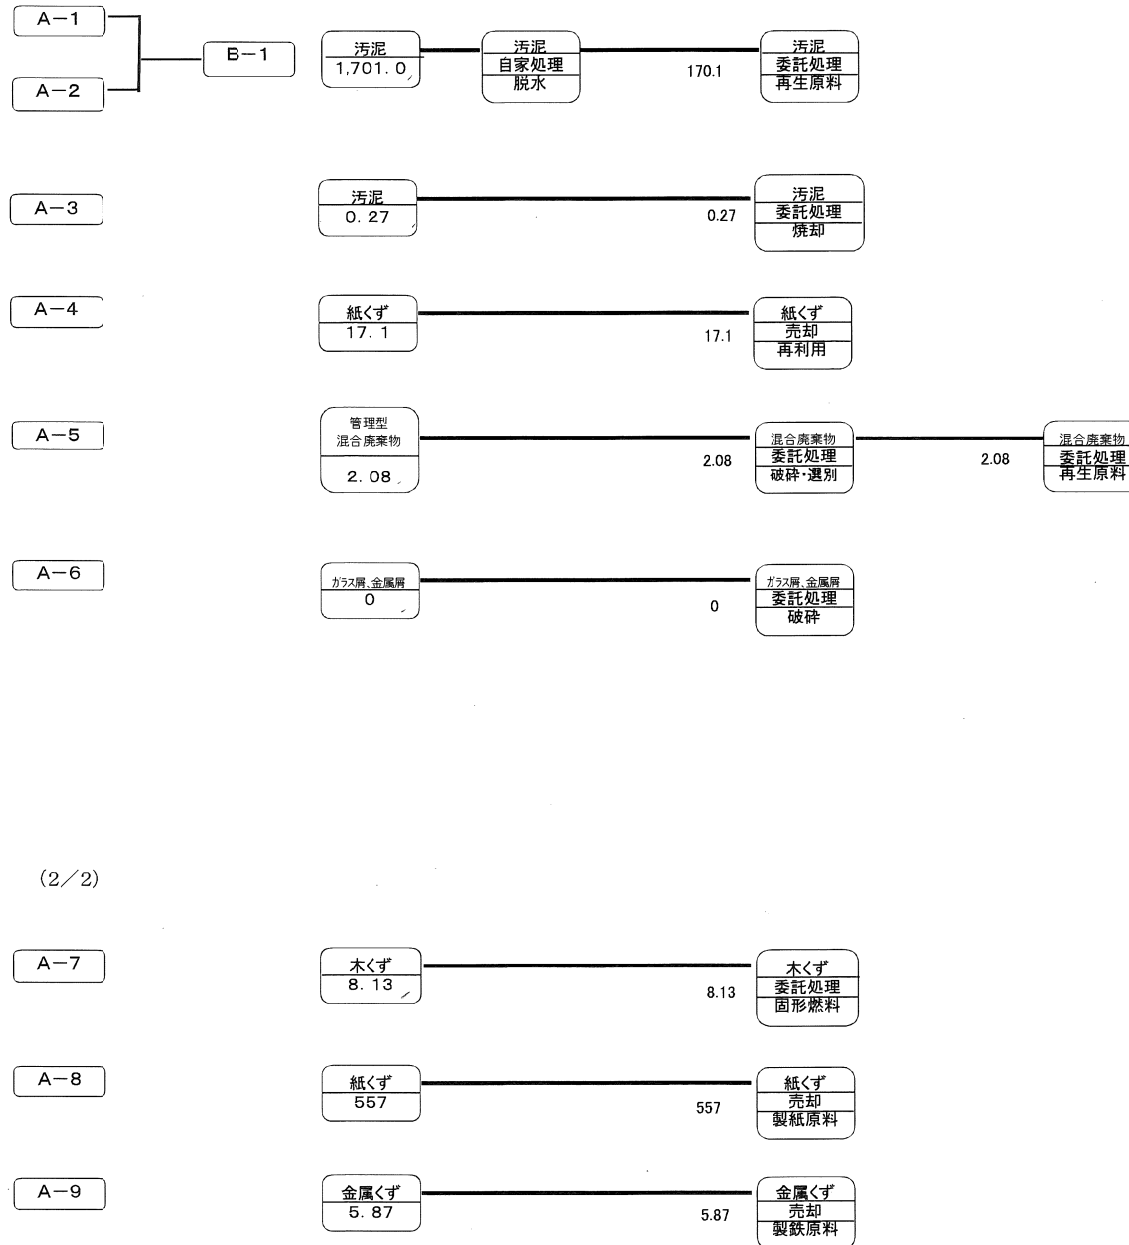 A−1
A−2
B−1
汚泥
1,701.0
汚泥
自家処理
脱水
170.1
汚泥
委託処理
再生原料
A−3
汚泥
0.27
0.27
汚泥
委託処理
焼却
A−4
紙くず
17.1
17.1
紙くず
売却
再利用
A−5
管理型
混合廃棄物
2.08
2.08
混合廃棄物
委託処理
破砕・選別
2.08
混合廃棄物
委託処理
再生原料
A−6
ガラス屑、金属屑
0
0
ガラス屑、金属屑
委託処理
破砕
(2/2)
A−7
木くず
8.13
8.13
木くず
委託処理
固形燃料
A−8
紙くず
557
557
紙くず
売却
製紙原料
A−9
金属くず
5.87
5.87
金属くず
売却
製鉄原料